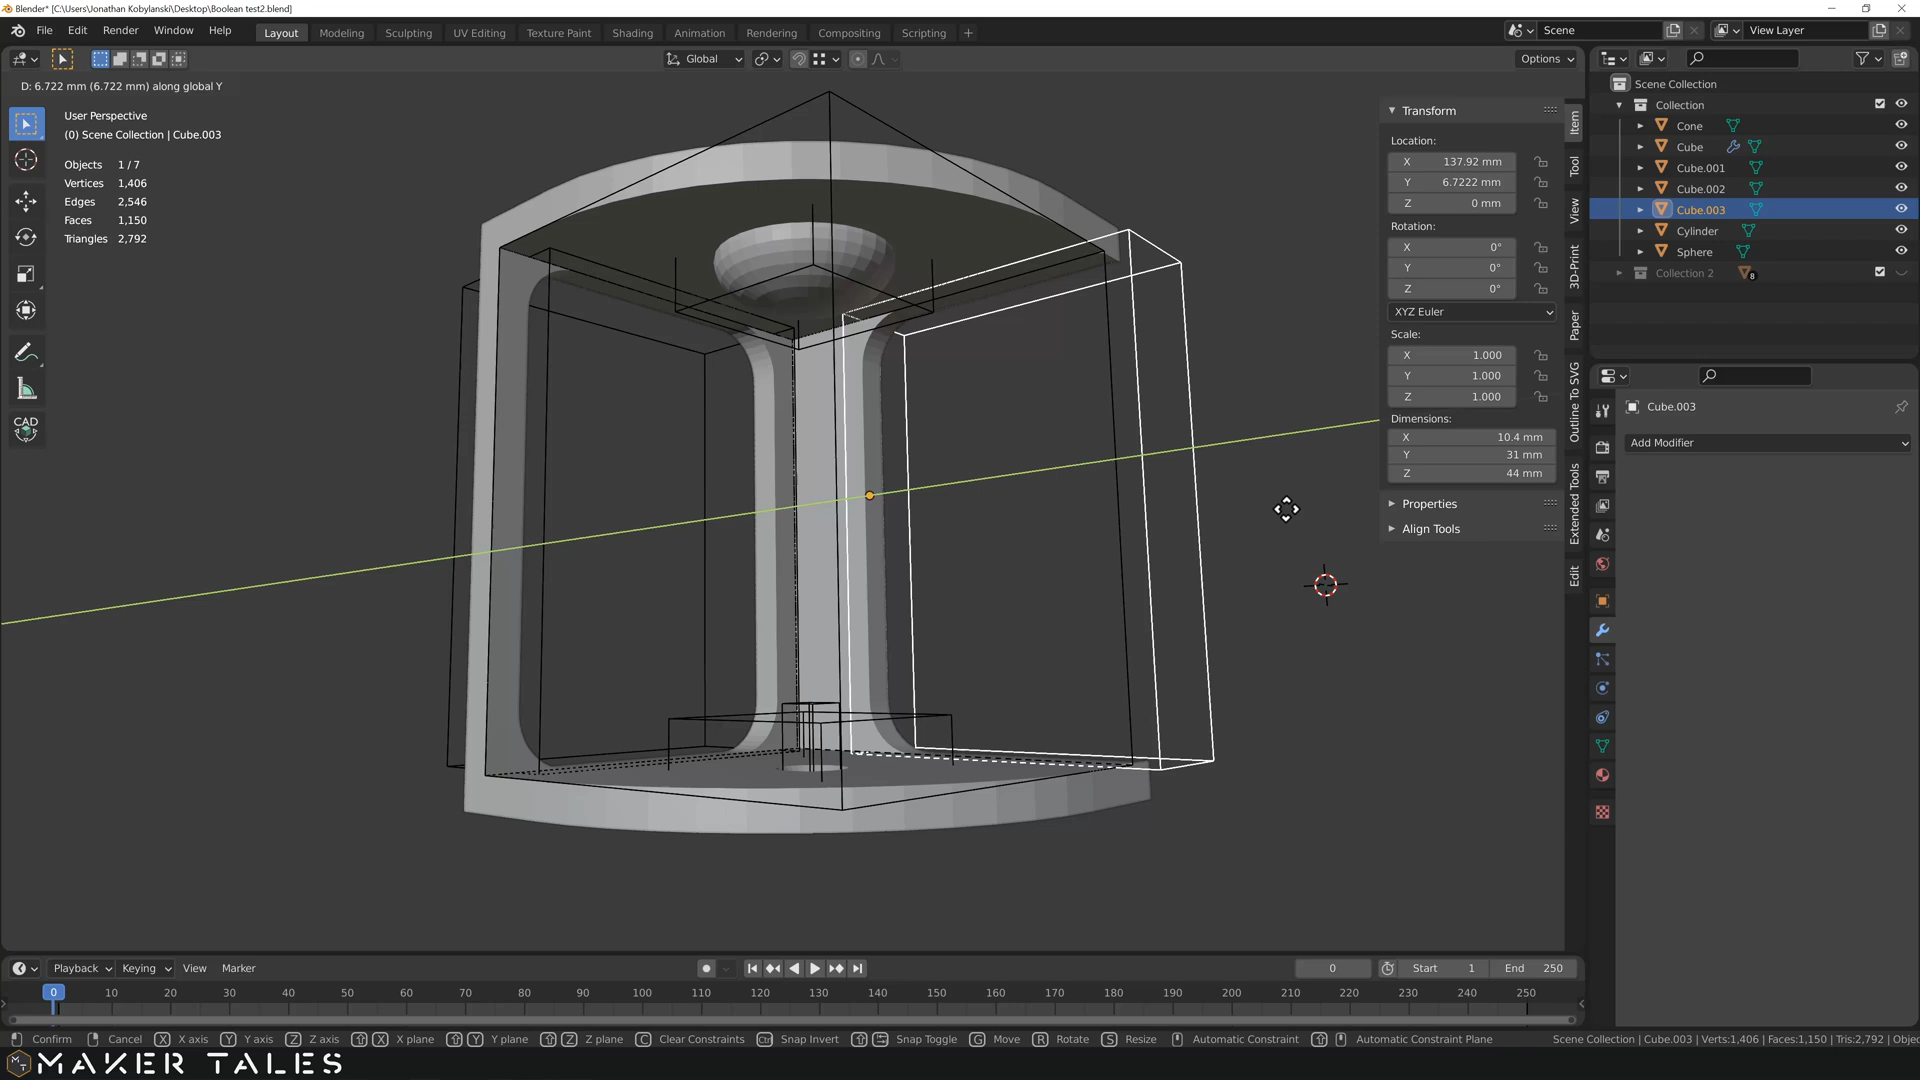 Blender* [C:\Users\Jonathan Kobylanski\Desktop\Boolean test2.blend]
File Edit Render Window Help Layout Modeling Sculpting UV Editing Texture Paint Shading Animation Rendering Compositing Scripting + Scene View Layer
Global Options
D: 6.722 mm (6.722 mm) along global Y
User Perspective
(0) Scene Collection | Cube.003
Objects 1 / 7
Vertices 1,406
Edges 2,546
Faces 1,150
Triangles 2,792
CAD
Transform
Location:
X 137.92 mm
Y 6.7222 mm
Z 0 mm
Rotation:
X 0°
Y 0°
Z 0°
XYZ Euler
Scale:
X 1.000
Y 1.000
Z 1.000
Dimensions:
X 10.4 mm
Y 31 mm
Z 44 mm
Properties
Align Tools
Item
Tool
View
3D-Print
Paper
Outline To SVG
Extended Tools
Edit
Scene Collection
Collection
Cone
Cube
Cube.001
Cube.002
Cube.003
Cylinder
Sphere
Collection 2 8
Cube.003
Add Modifier
Playback Keying View Marker 0 Start 1 End 250
0 10 20 30 40 50 60 70 80 90 100 110 120 130 140 150 160 170 180 190 200 210 220 230 240 250
Confirm Cancel X X axis Y Y axis Z Z axis X X plane Y Y plane Z Z plane C Clear Constraints Ctrl Snap Invert Snap Toggle G Move R Rotate S Resize Automatic Constraint Automatic Constraint Plane Scene Collection | Cube.003 | Verts:1,406 | Faces:1,150 | Tris:2,792 | Objec
MAKER TALES